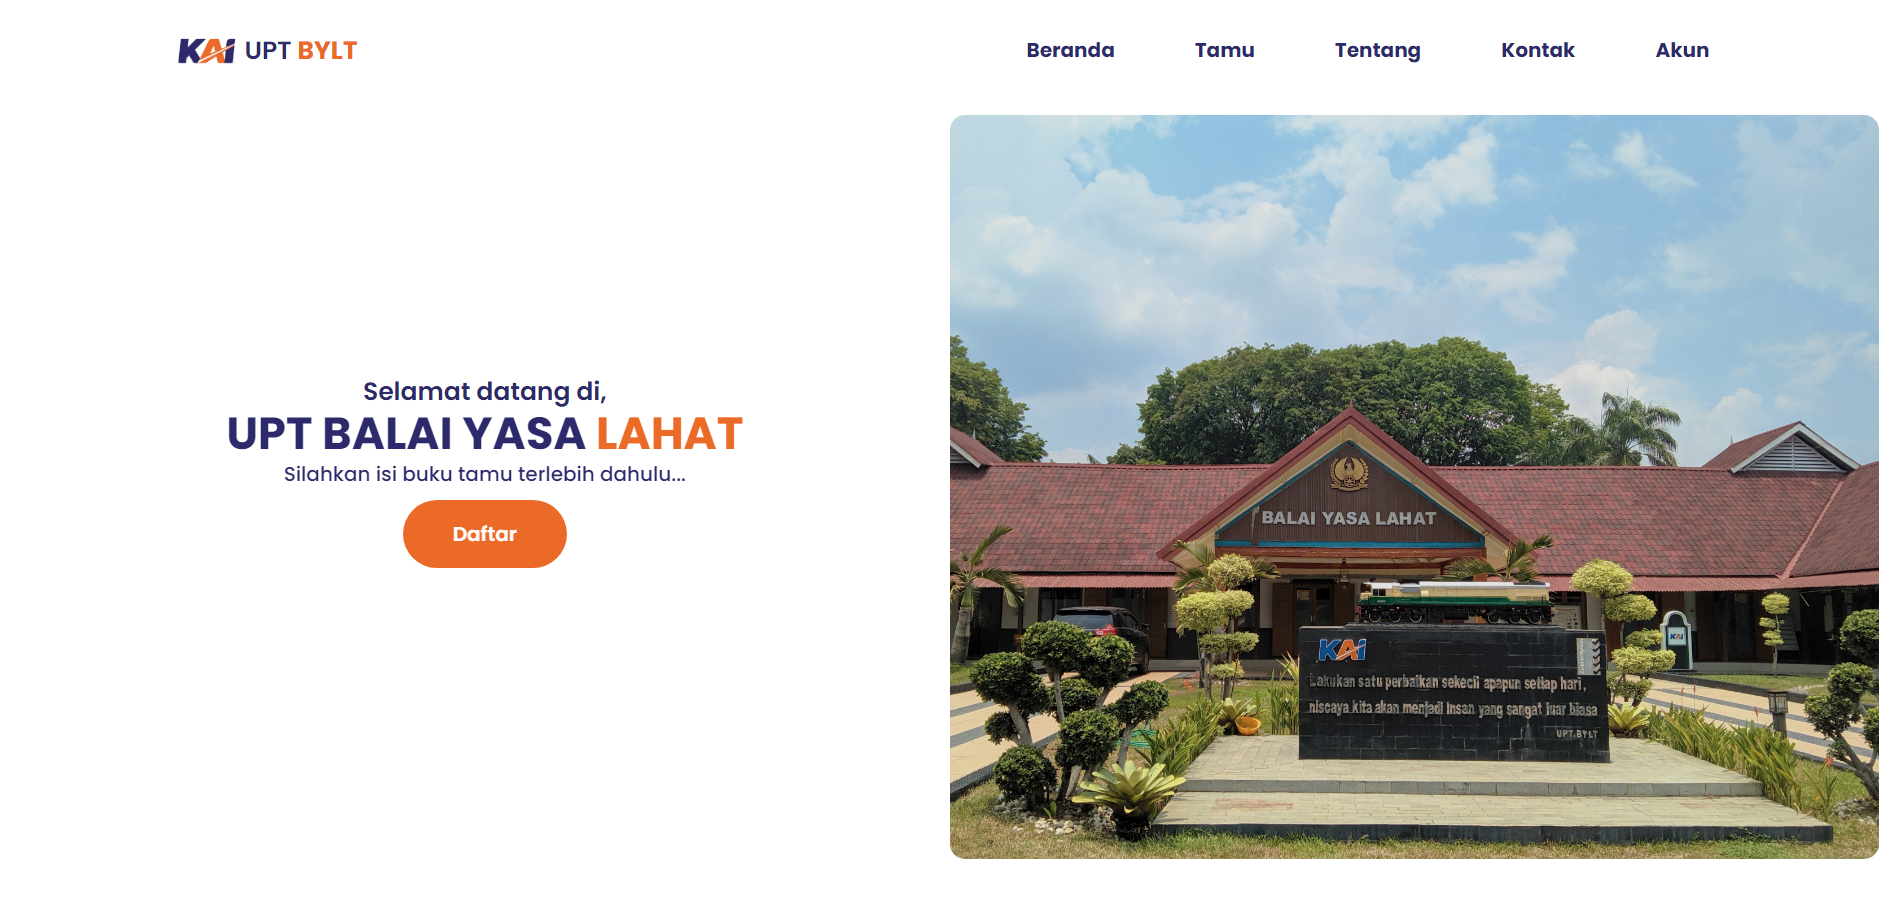 KAI UPT BYLT
Beranda
Tamu
Tentang
Kontak
Akun
Selamat datang di,
UPT BALAI YASA LAHAT
Silahkan isi buku tamu terlebih dahulu...
Daftar
BALAI YASA LAHAT
KAI
KAI
Lakukan satu perbaikan sekecil apapun setiap hari,
niscaya kita akan menjadi insan yang sangat luar biasa
UPT.BYLT